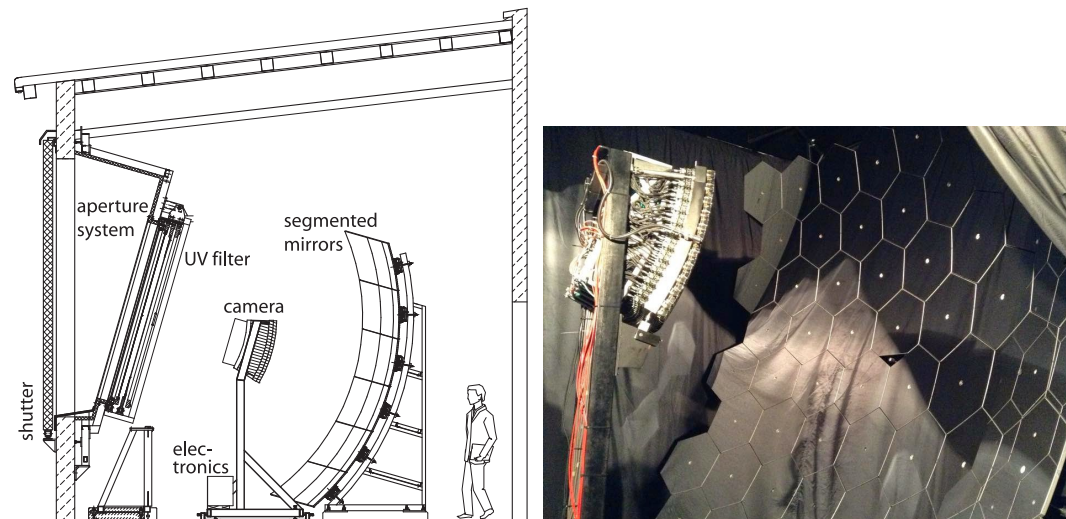 aperture
system
segmented
mirrors
UV filter
camera
shutter
elec-
tronics